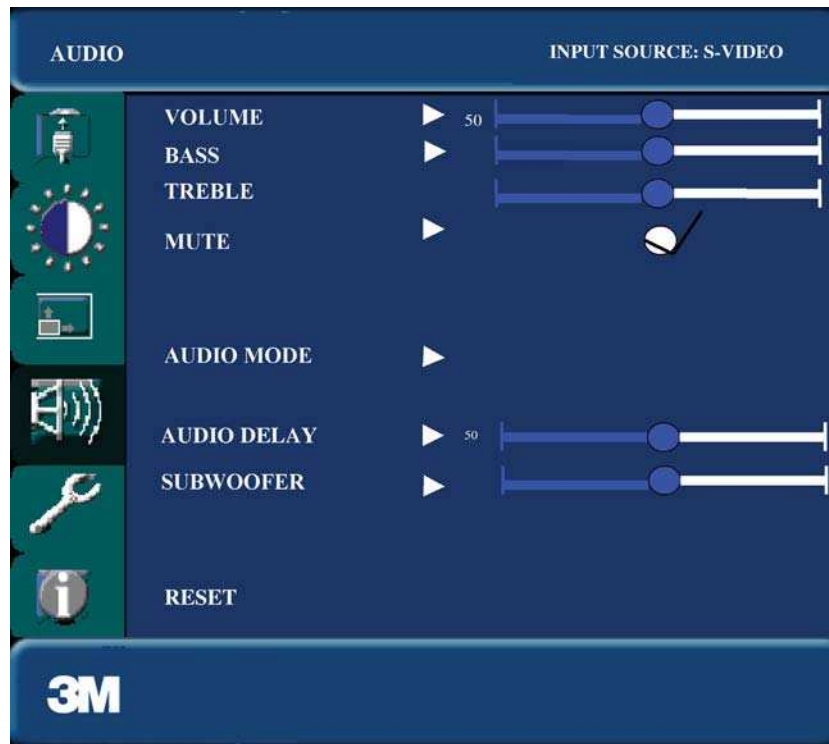 AUDIO INPUT SOURCE: S-VIDEO
VOLUME 50
BASS
TREBLE
MUTE
AUDIO MODE
AUDIO DELAY 50
SUBWOOFER
RESET
3M